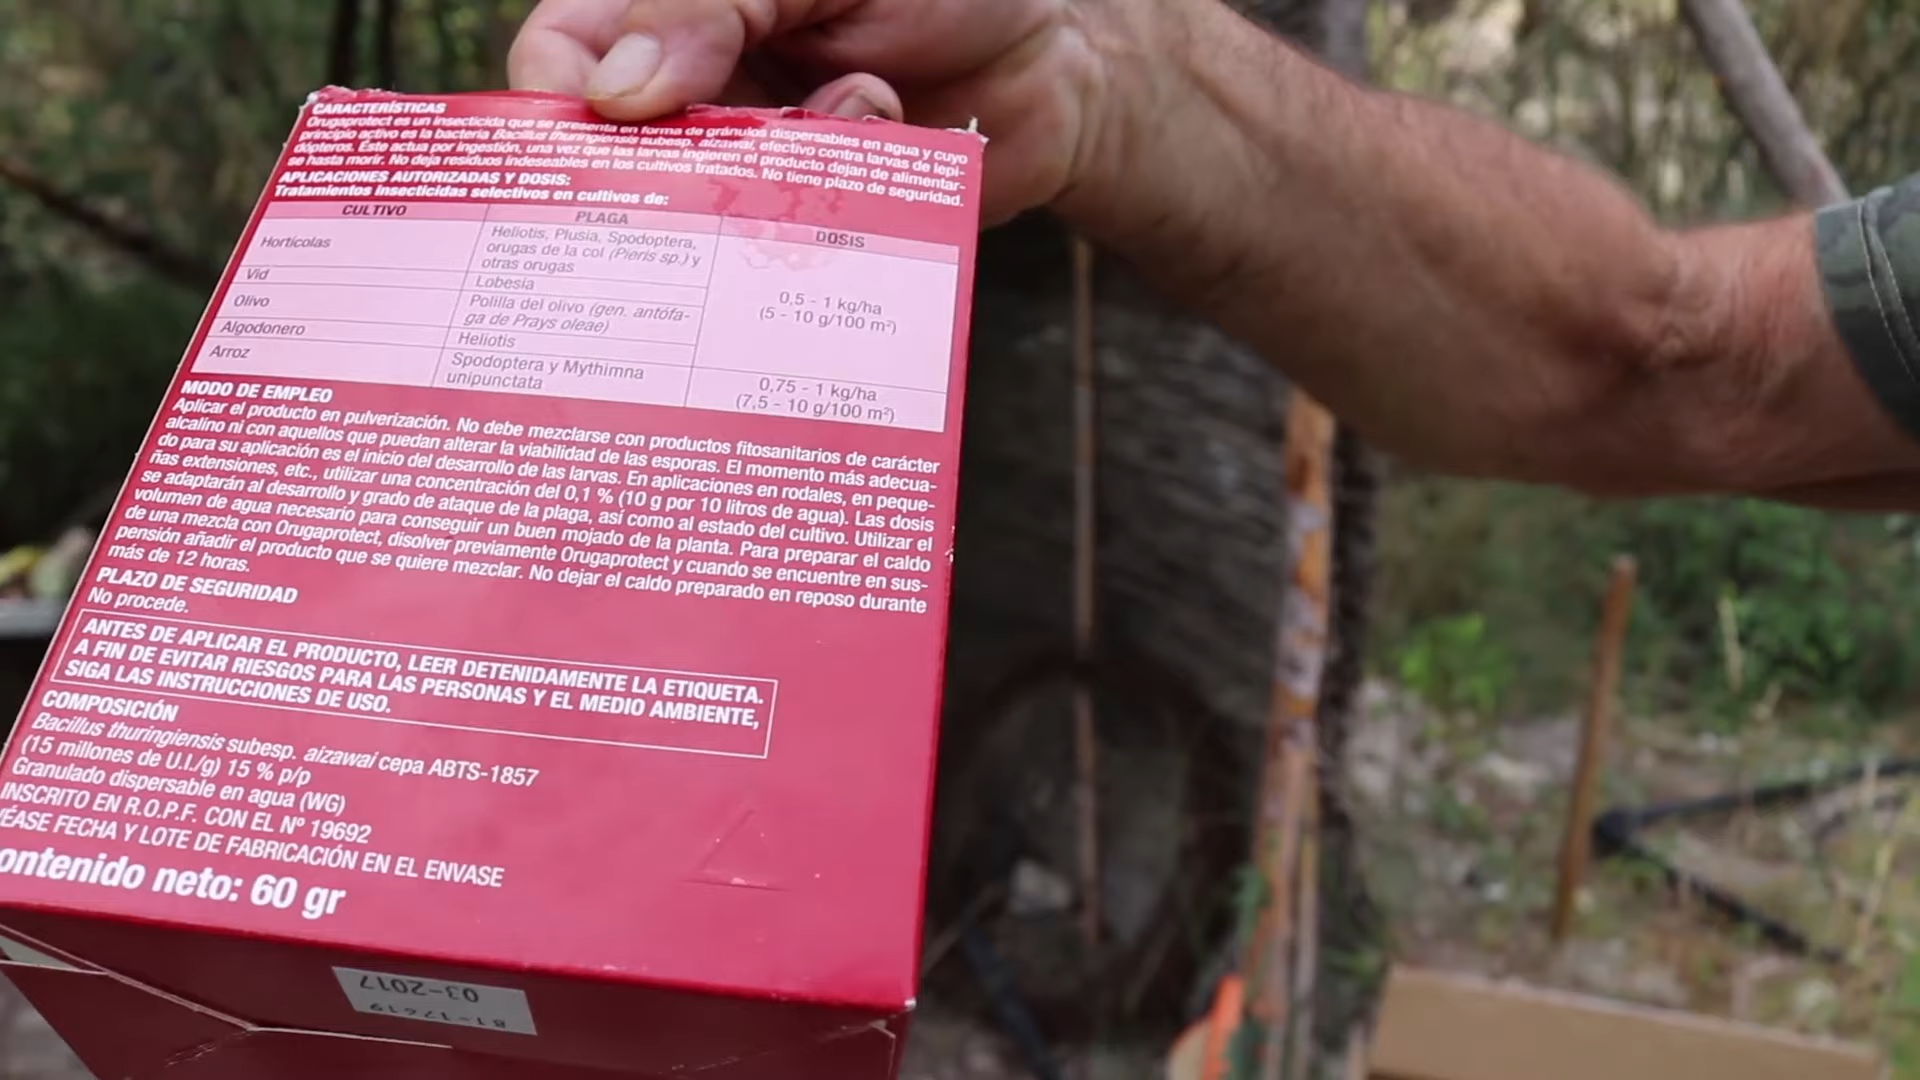 CARACTERÍSTICAS
Orugaprotect es un insecticida que se presenta en forma de gránulos dispersables en agua y cuyo
principio activo es la bacteria Bacillus thuringiensis subesp. aizawai, efectivo contra larvas de lepi-
dópteros. Este actua por ingestión, una vez que las larvas ingieren el producto dejan de alimentar-
se hasta morir. No deja residuos indeseables en los cultivos tratados. No tiene plazo de seguridad.
APLICACIONES AUTORIZADAS Y DOSIS:
Tratamientos insecticidas selectivos en cultivos de:
CULTIVO PLAGA DOSIS
Hortícolas
Heliotis, Plusia, Spodoptera,
orugas de la col (Pieris sp.) y
otras orugas
Vid
Lobesia
Olivo
Polilla del olivo (gen. antófa-
ga de Prays oleae)
Algodonero
Heliotis
0,5 - 1 kg/ha
(5 - 10 g/100 m²)
Arroz
Spodoptera y Mythimna
unipunctata
0,75 - 1 kg/ha
(7,5 - 10 g/100 m²)
MODO DE EMPLEO
Aplicar el producto en pulverización. No debe mezclarse con productos fitosanitarios de carácter
alcalino ni con aquellos que puedan alterar la viabilidad de las esporas. El momento más adecua-
do para su aplicación es el inicio del desarrollo de las larvas. En aplicaciones en rodales, en peque-
ñas extensiones, etc., utilizar una concentración del 0,1 % (10 g por 10 litros de agua). Las dosis
se adaptarán al desarrollo y grado de ataque de la plaga, así como al estado del cultivo. Utilizar el
volumen de agua necesario para conseguir un buen mojado de la planta. Para preparar el caldo
de una mezcla con Orugaprotect, disolver previamente Orugaprotect y cuando se encuentre en sus-
pensión añadir el producto que se quiere mezclar. No dejar el caldo preparado en reposo durante
más de 12 horas.
PLAZO DE SEGURIDAD
No procede.
ANTES DE APLICAR EL PRODUCTO, LEER DETENIDAMENTE LA ETIQUETA.
A FIN DE EVITAR RIESGOS PARA LAS PERSONAS Y EL MEDIO AMBIENTE,
SIGA LAS INSTRUCCIONES DE USO.
COMPOSICIÓN
Bacillus thuringiensis subesp. aizawai cepa ABTS-1857
(15 millones de U.I./g) 15 % p/p
Granulado dispersable en agua (WG)
INSCRITO EN R.O.P.F. CON EL Nº 19692
ÉASE FECHA Y LOTE DE FABRICACIÓN EN EL ENVASE
ontenido neto: 60 gr
03-2017